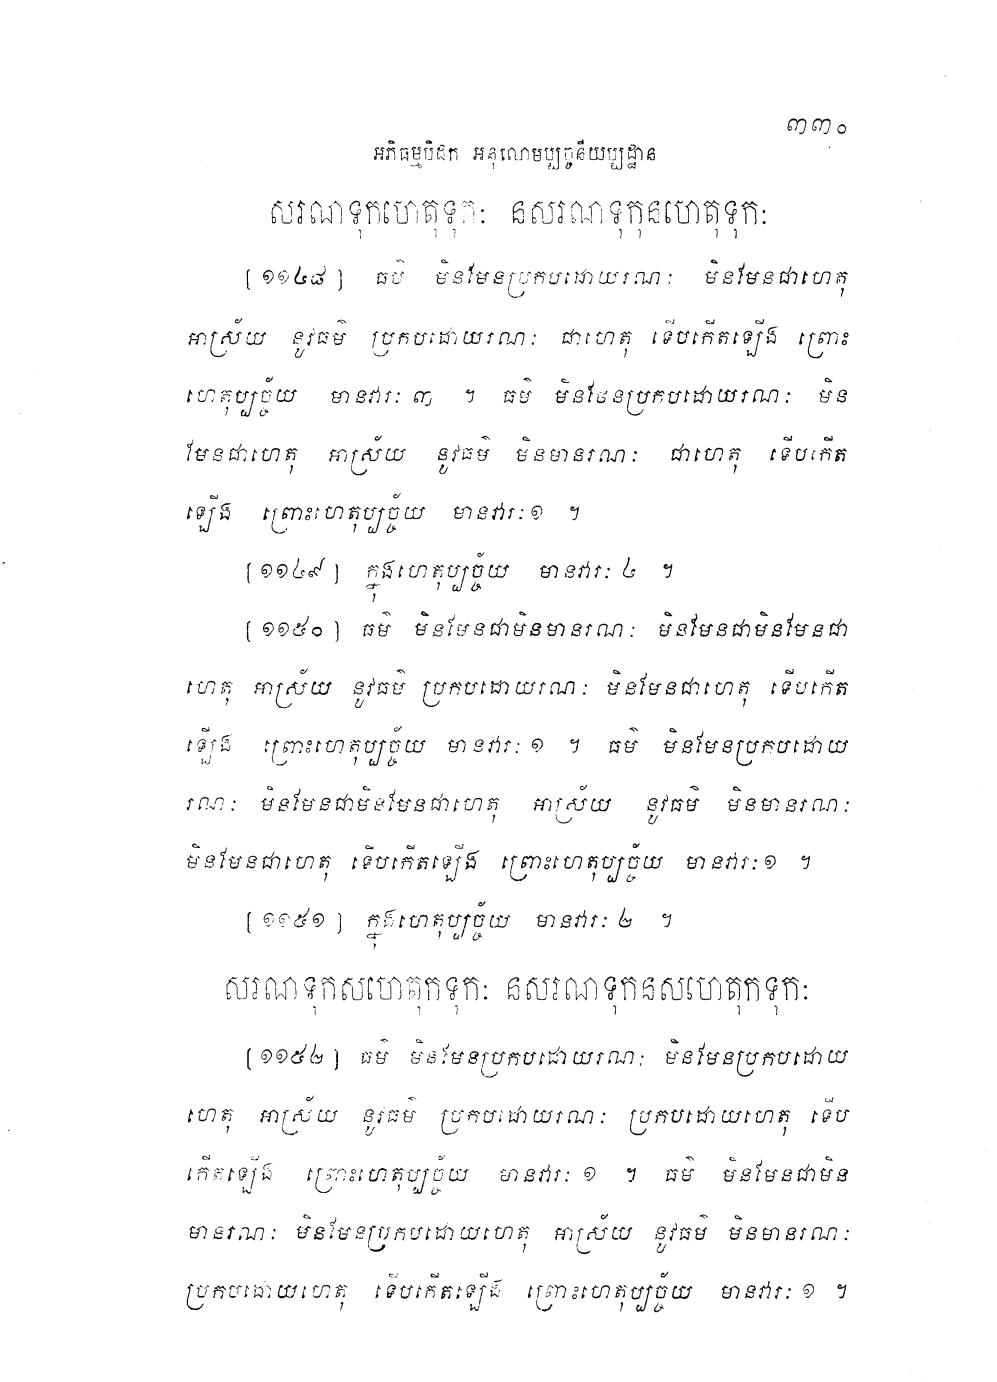 ៣៣០
អភិធម្មបិដក អនុលោមប្បច្ចនីយប្បដ្ឋាន
សរណទុកហេតុទុកៈ នសរណទុកនហេតុទុកៈ
[១១៤៨] ធម៌ មិនមែនប្រកបដោយរណៈ មិនមែនជាហេតុ
អាស្រ័យ នូវធម៌ ប្រកបដោយរណៈ ជាហេតុ ទើបកើតឡើង ព្រោះ
ហេតុប្បច្ច័យ មានវារៈ ៣ ។ ធម៌ មិនមែនប្រកបដោយរណៈ មិន
មែនជាហេតុ អាស្រ័យ នូវធម៌ មិនមានរណៈ ជាហេតុ ទើបកើត
ឡើង ព្រោះហេតុប្បច្ច័យ មានវារៈ១ ។
[១១៤៩] ក្នុងហេតុប្បច្ច័យ មានវារៈ ៤ ។
[១១៥០] ធម៌ មិនមែនជាមិនមានរណៈ មិនមែនជាមិនមែនជា
ហេតុ អាស្រ័យ នូវធម៌ ប្រកបដោយរណៈ មិនមែនជាហេតុ ទើបកើត
ឡើង ព្រោះហេតុប្បច្ច័យ មានវារៈ ១ ។ ធម៌ មិនមែនប្រកបដោយ
រណៈ មិនមែនជាមិនមែនជាហេតុ អាស្រ័យ នូវធម៌ មិនមានរណៈ
មិនមែនជាហេតុ ទើបកើតឡើង ព្រោះហេតុប្បច្ច័យ មានវារៈ១ ។
[១១៥១] ក្នុងហេតុប្បច្ច័យ មានវារៈ ២ ។
សរណទុកសហេតុកទុកៈ នសរណទុកនសហេតុកទុកៈ
[១១៥២] ធម៌ មិនមែនប្រកបដោយរណៈ មិនមែនប្រកបដោយ
ហេតុ អាស្រ័យ នូវធម៌ ប្រកបដោយរណៈ ប្រកបដោយហេតុ ទើប
កើតឡើង ព្រោះហេតុប្បច្ច័យ មានវារៈ ១ ។ ធម៌ មិនមែនជាមិន
មានរណៈ មិនមែនប្រកបដោយហេតុ អាស្រ័យ នូវធម៌ មិនមានរណៈ
ប្រកបដោយហេតុ ទើបកើតឡើង ព្រោះហេតុប្បច្ច័យ មានវារៈ ១ ។